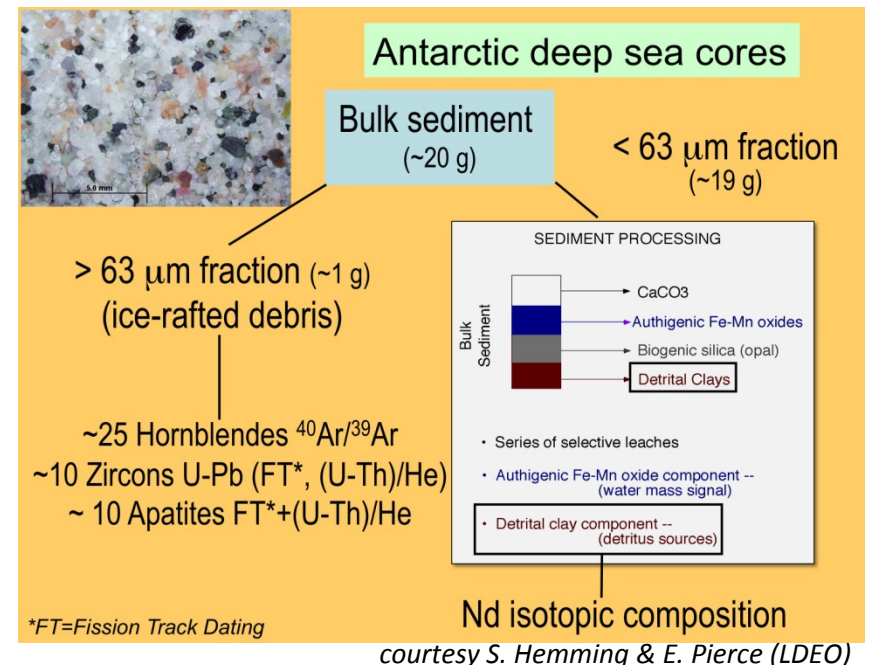 Antarctic deep sea cores
5.0 mm
Bulk sediment
(~20 g)
< 63 μm fraction
(~19 g)
> 63 μm fraction (~1 g)
(ice-rafted debris)
~25 Hornblendes ⁴⁰Ar/³⁹Ar
~10 Zircons U-Pb (FT*, (U-Th)/He)
~ 10 Apatites FT*+(U-Th)/He
SEDIMENT PROCESSING
Bulk
Sediment
CaCO3
Authigenic Fe-Mn oxides
Biogenic silica (opal)
Detrital Clays
• Series of selective leaches
• Authigenic Fe-Mn oxide component --
(water mass signal)
• Detrital clay component --
(detritus sources)
Nd isotopic composition
*FT=Fission Track Dating
courtesy S. Hemming & E. Pierce (LDEO)